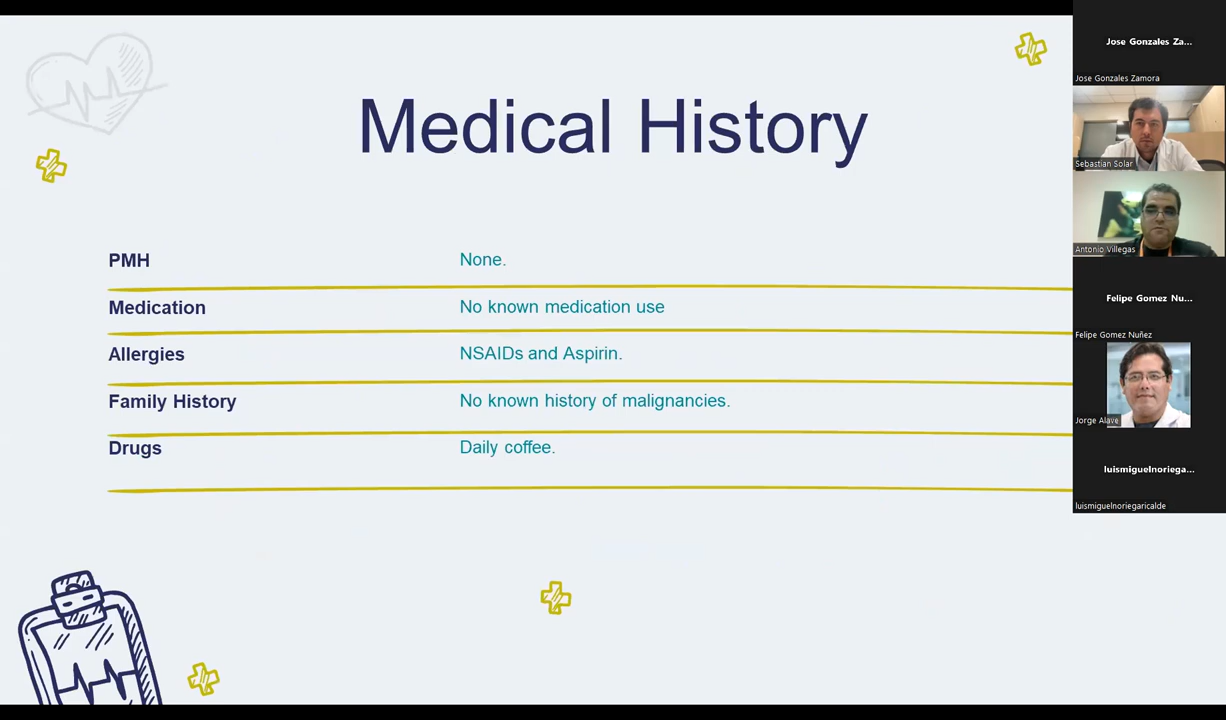 Medical History
PMH None.
Medication No known medication use
Allergies NSAIDs and Aspirin.
Family History No known history of malignancies.
Drugs Daily coffee.
Jose Gonzales Za...
Jose Gonzales Zamora
Sebastian Solar
Antonio Villegas
Felipe Gomez Nu...
Felipe Gomez Nuñez
Jorge Alave
luismiguelnoriega...
luismiguelnoriegaricalde